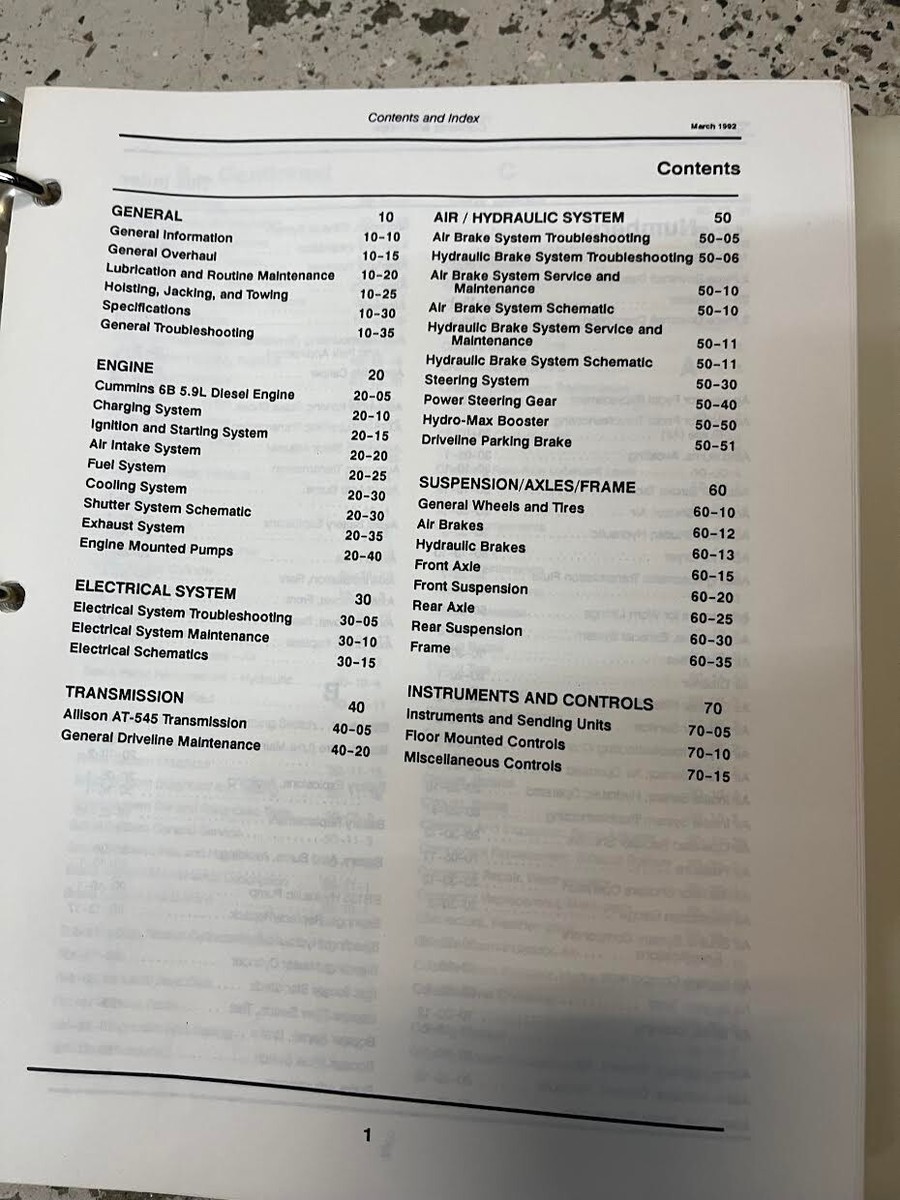 Contents and Index
March 1992
Contents
GENERAL 10
General Information 10-10
General Overhaul 10-15
Lubrication and Routine Maintenance 10-20
Hoisting, Jacking, and Towing 10-25
Specifications 10-30
General Troubleshooting 10-35
ENGINE 20
Cummins 6B 5.9L Diesel Engine 20-05
Charging System 20-10
Ignition and Starting System 20-15
Air Intake System 20-20
Fuel System 20-25
Cooling System 20-30
Shutter System Schematic 20-30
Exhaust System 20-35
Engine Mounted Pumps 20-40
ELECTRICAL SYSTEM 30
Electrical System Troubleshooting 30-05
Electrical System Maintenance 30-10
Electrical Schematics 30-15
TRANSMISSION 40
Allison AT-545 Transmission 40-05
General Driveline Maintenance 40-20
AIR / HYDRAULIC SYSTEM 50
Air Brake System Troubleshooting 50-05
Hydraulic Brake System Troubleshooting 50-06
Air Brake System Service and
Maintenance 50-10
Air Brake System Schematic 50-10
Hydraulic Brake System Service and
Maintenance 50-11
Hydraulic Brake System Schematic 50-11
Steering System 50-30
Power Steering Gear 50-40
Hydro-Max Booster 50-50
Driveline Parking Brake 50-51
SUSPENSION/AXLES/FRAME 60
General Wheels and Tires 60-10
Air Brakes 60-12
Hydraulic Brakes 60-13
Front Axle 60-15
Front Suspension 60-20
Rear Axle 60-25
Rear Suspension 60-30
Frame 60-35
INSTRUMENTS AND CONTROLS 70
Instruments and Sending Units 70-05
Floor Mounted Controls 70-10
Miscellaneous Controls 70-15
1